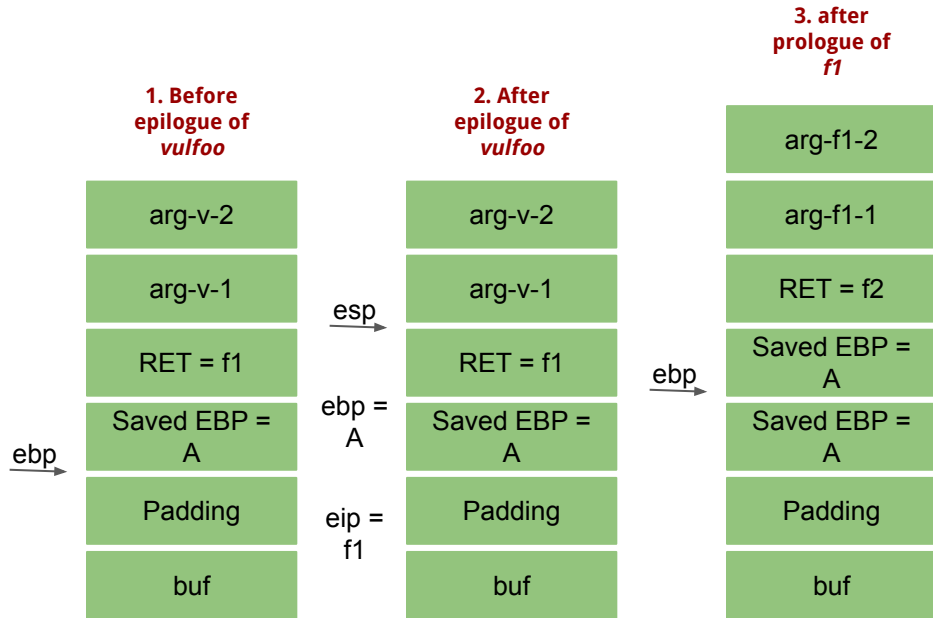 1. Before
epilogue of
vulfoo
arg-v-2
arg-v-1
RET = f1
Saved EBP =
A
Padding
buf
ebp
2. After
epilogue of
vulfoo
arg-v-2
arg-v-1
RET = f1
Saved EBP =
A
Padding
buf
esp
ebp =
A
eip =
f1
3. after
prologue of
f1
arg-f1-2
arg-f1-1
RET = f2
Saved EBP =
A
Saved EBP =
A
Padding
buf
ebp